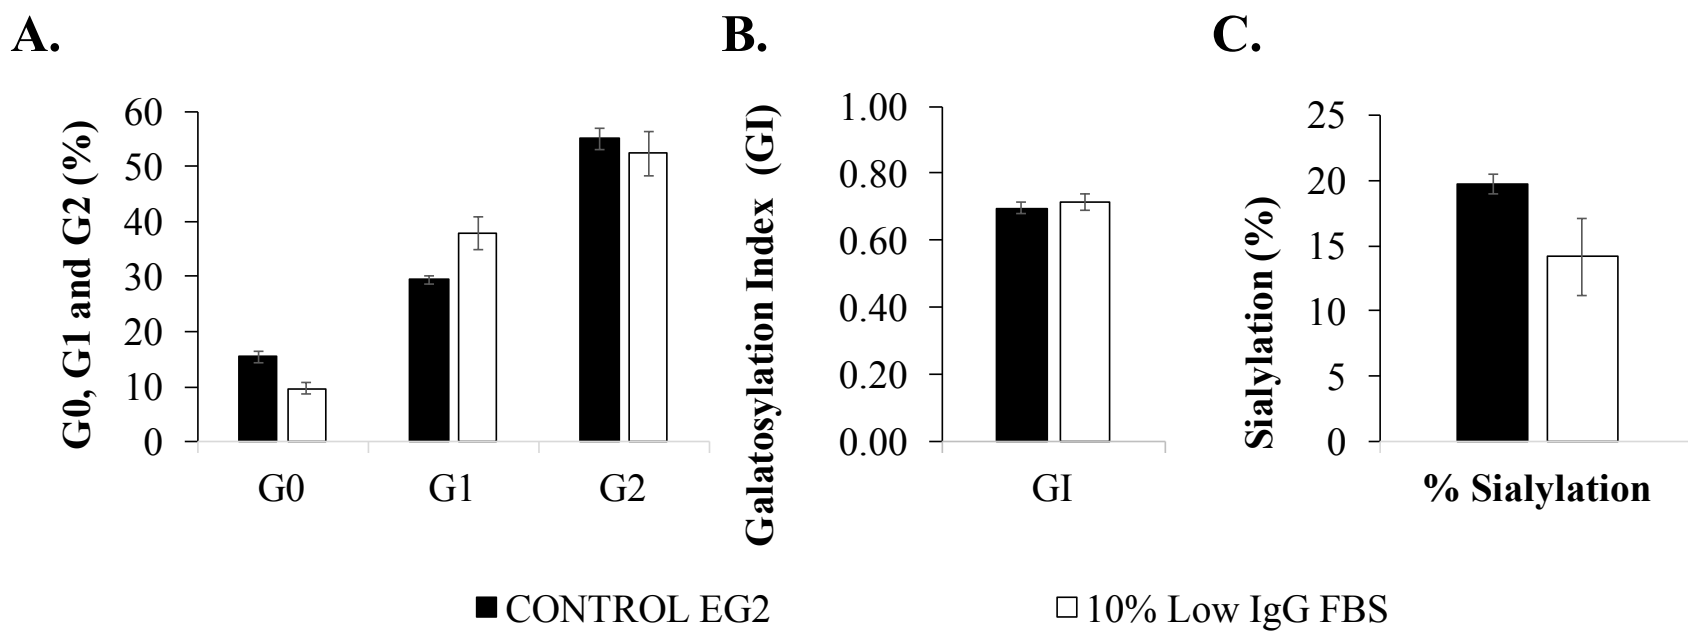 A.
B.
C.
G0, G1 and G2 (%)
60
50
40
30
20
10
0
G0
G1
G2
Galatosylation Index (GI)
1.00
0.80
0.60
0.40
0.20
0.00
GI
Sialylation (%)
25
20
15
10
5
0
% Sialylation
CONTROL EG2
10% Low IgG FBS